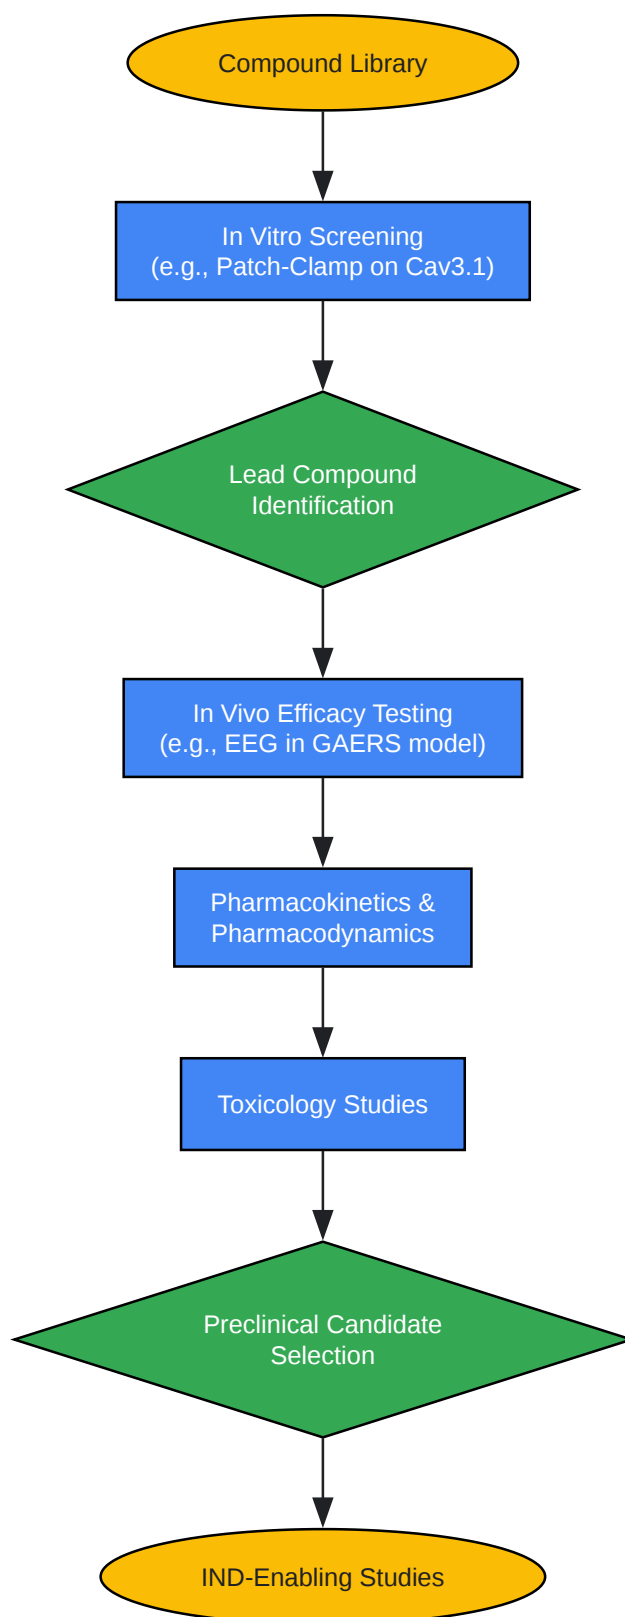 Compound Library
In Vitro Screening
(e.g., Patch-Clamp on Cav3.1)
Lead Compound
Identification
In Vivo Efficacy Testing
(e.g., EEG in GAERS model)
Pharmacokinetics &
Pharmacodynamics
Toxicology Studies
Preclinical Candidate
Selection
IND-Enabling Studies